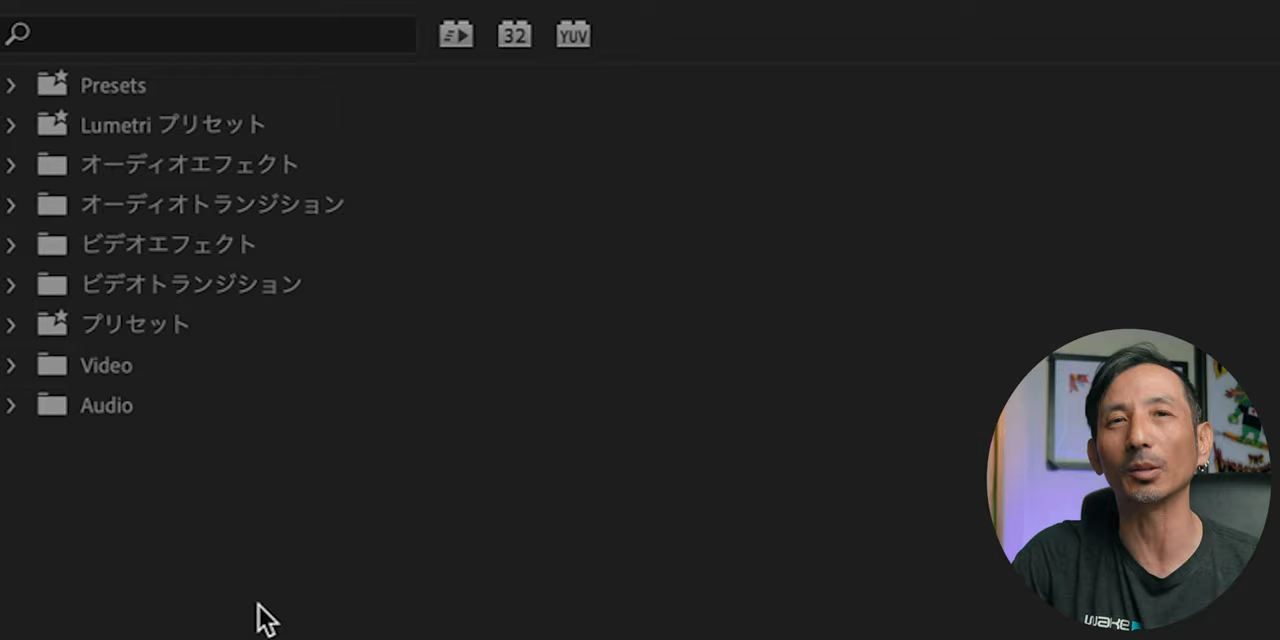 32
YUV
Presets
Lumetri プリセット
オーディオエフェクト
オーディオトランジション
ビデオエフェクト
ビデオトランジション
プリセット
Video
Audio
wake